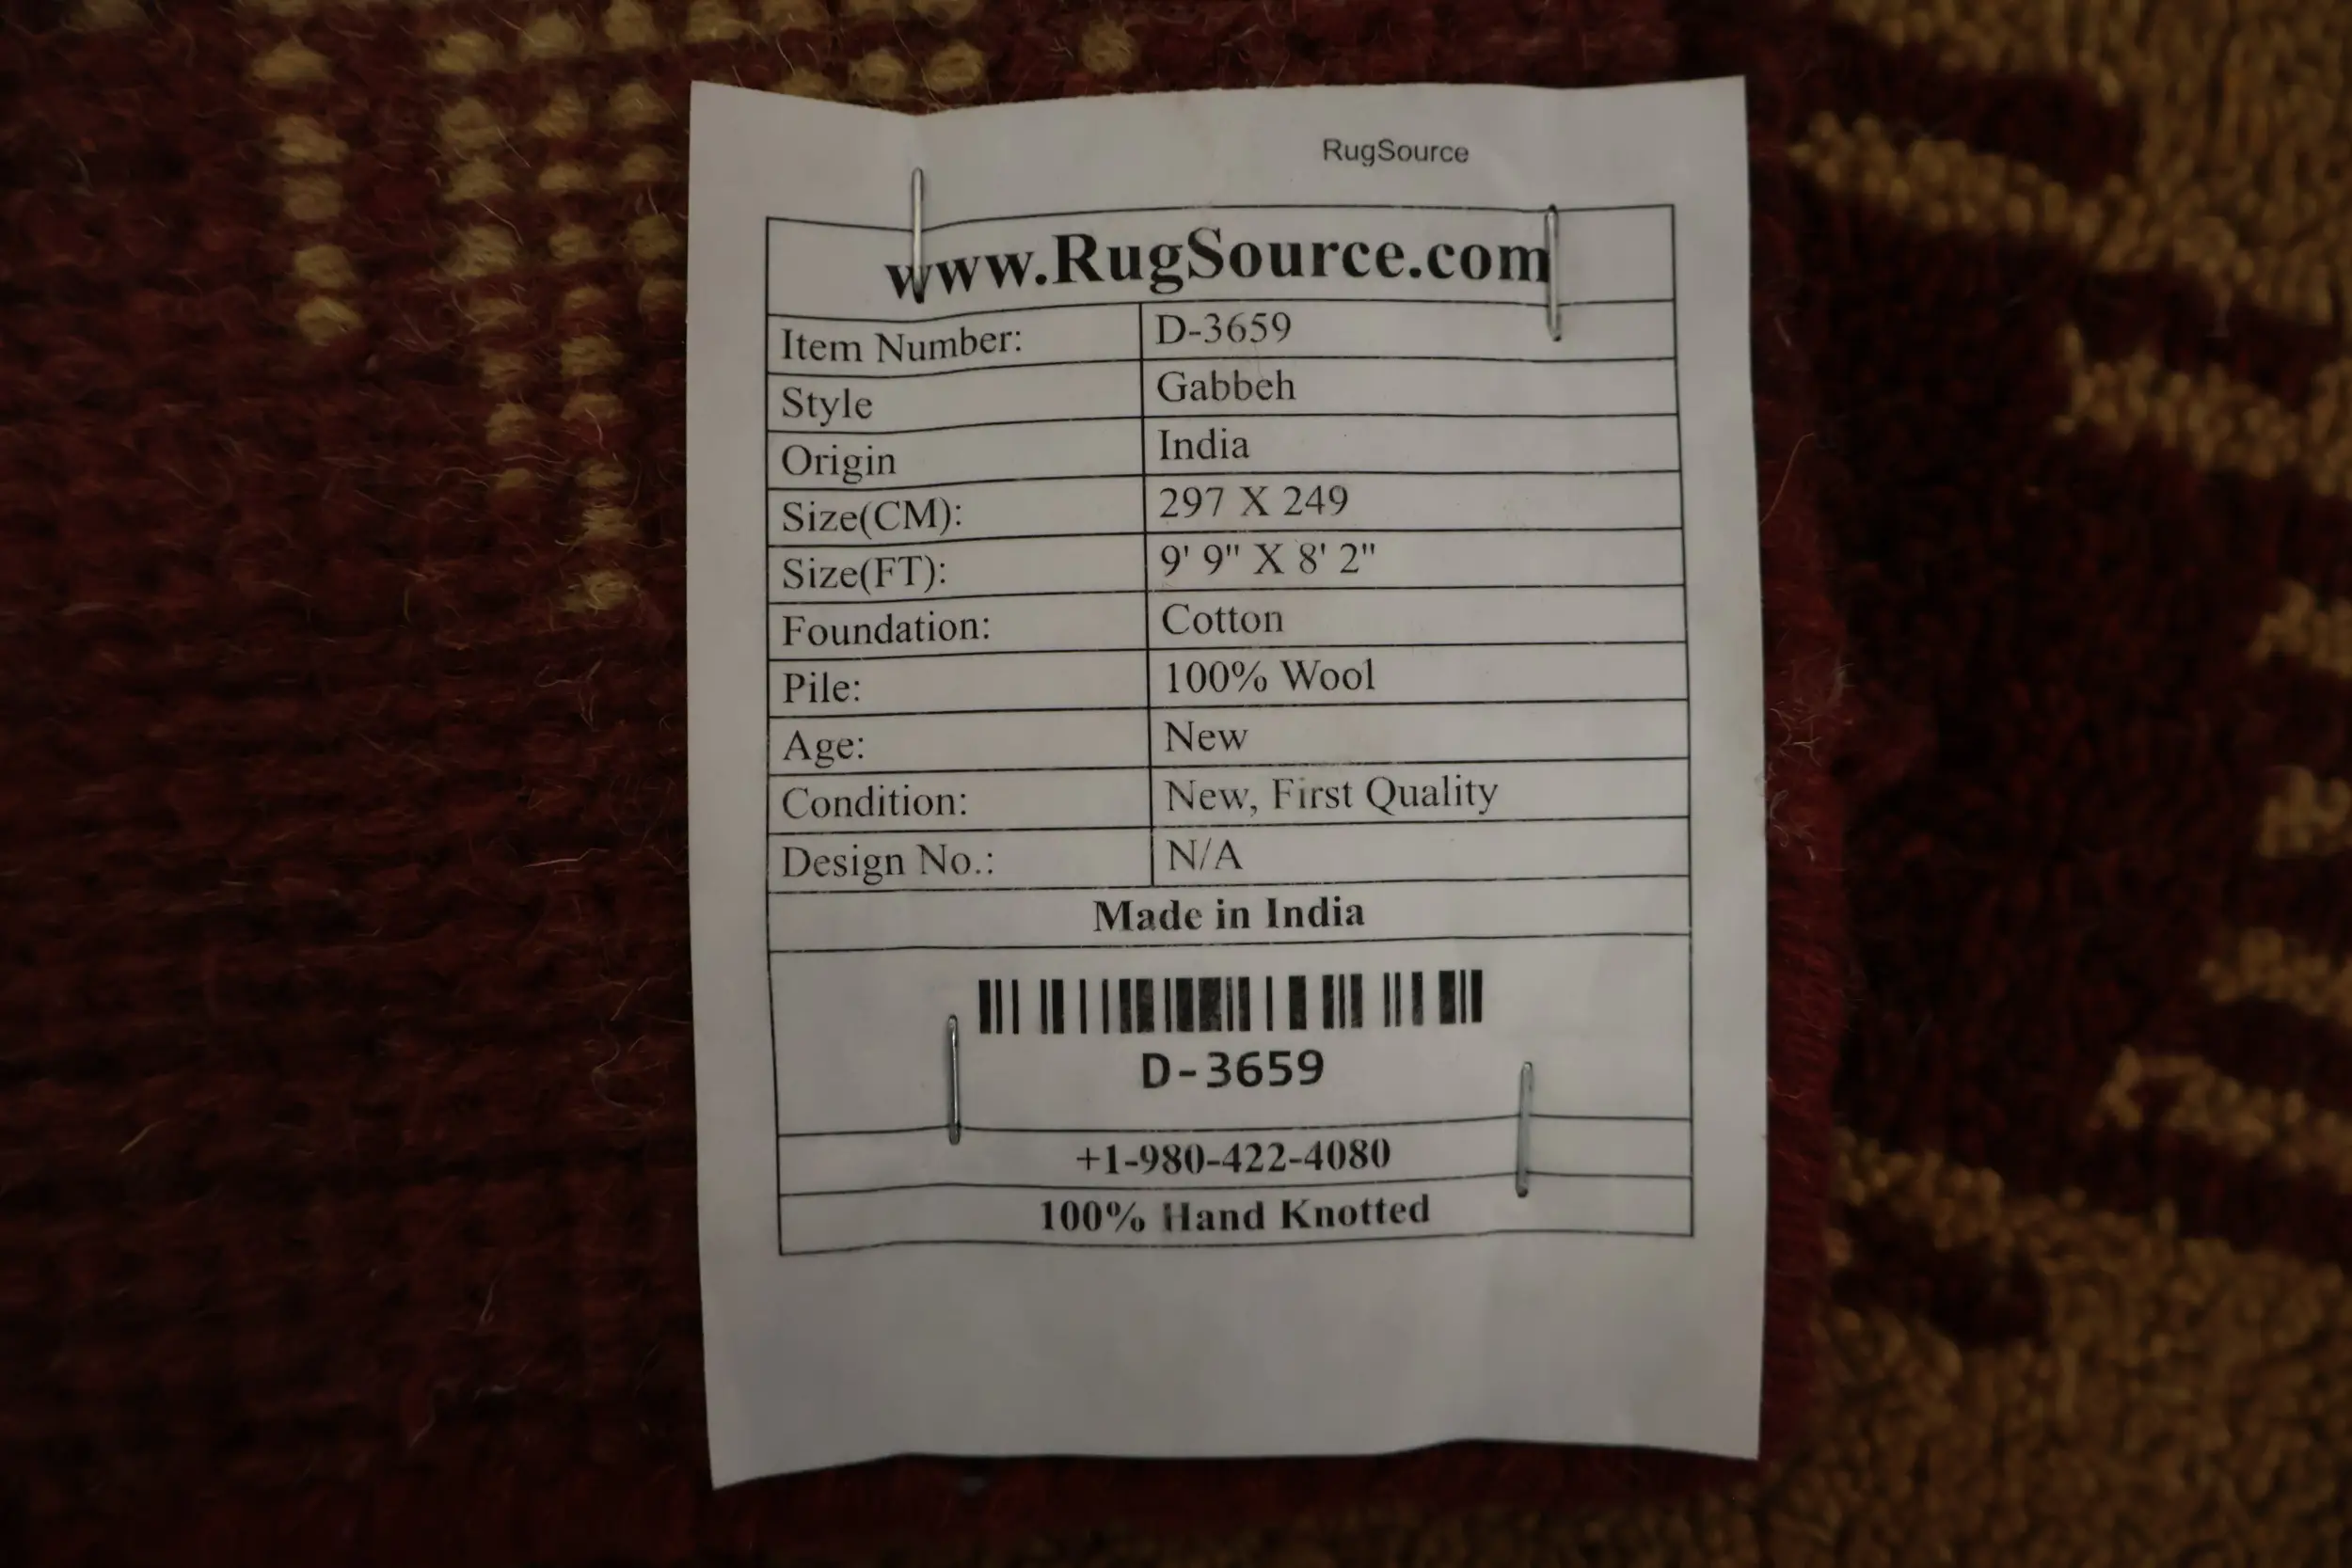 RugSource
www.RugSource.com
Item Number: D-3659
Style Gabbeh
Origin India
Size(CM): 297 X 249
Size(FT): 9' 9" X 8' 2"
Foundation: Cotton
Pile: 100% Wool
Age: New
Condition: New, First Quality
Design No.: N/A
Made in India
D-3659
+1-980-422-4080
100% Hand Knotted